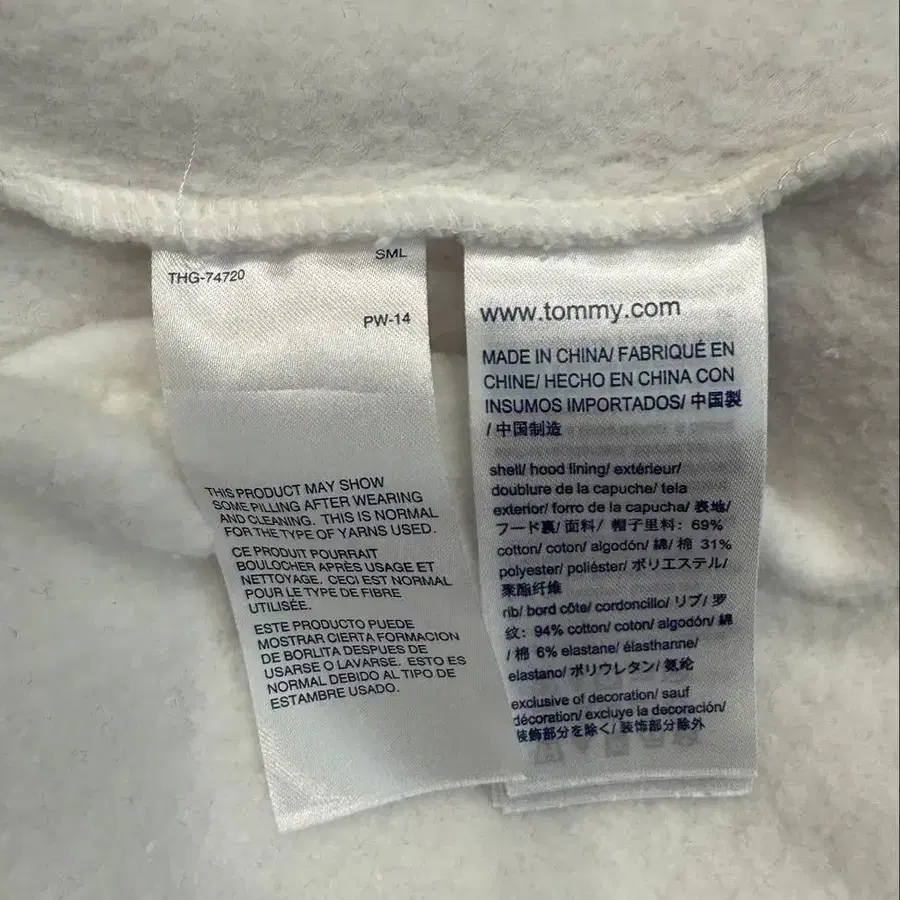 SML
THG-74720
PW-14
THIS PRODUCT MAY SHOW
SOME PILLING AFTER WEARING
AND CLEANING. THIS IS NORMAL
FOR THE TYPE OF YARNS USED.
CE PRODUIT POURRAIT
BOULOCHER APRÈS USAGE ET
NETTOYAGE. CECI EST NORMAL
POUR LE TYPE DE FIBRE
UTILISÉE.
ESTE PRODUCTO PUEDE
MOSTRAR CIERTA FORMACION
DE BORLITA DESPUES DE
USARSE O LAVARSE. ESTO ES
NORMAL DEBIDO AL TIPO DE
ESTAMBRE USADO.
www.tommy.com
MADE IN CHINA/ FABRIQUÉ EN
CHINE/ HECHO EN CHINA CON
INSUMOS IMPORTADOS/ 中国製
/ 中国制造
shell/ hood lining/ extérieur/
doublure de la capuche/ tela
exterior/ forro de la capucha/ 表地/
フード裏/ 面料/ 帽子里料: 69%
cotton/ coton/ algodón/ 綿/ 棉 31%
polyester/ poliéster/ ポリエステル/
聚酯纤维
rib/ bord côte/ cordoncillo/ リブ/ 罗
纹: 94% cotton/ coton/ algodón/ 綿
/ 棉 6% elastane/ élasthanne/
elastano/ ポリウレタン/ 氨纶
exclusive of decoration/ sauf
décoration/ excluye la decoración/
装飾部分を除く/ 装饰部分除外